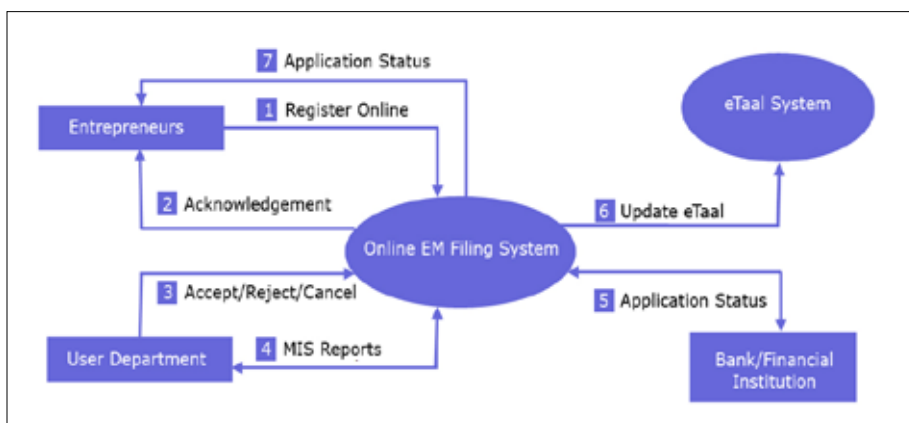 7 Application Status
eTaal System
1 Register Online
Entrepreneurs
2 Acknowledgement
6 Update eTaal
Online EM Filing System
3 Accept/Reject/Cancel
5 Application Status
4 MIS Reports
User Department
Bank/Financial
Institution